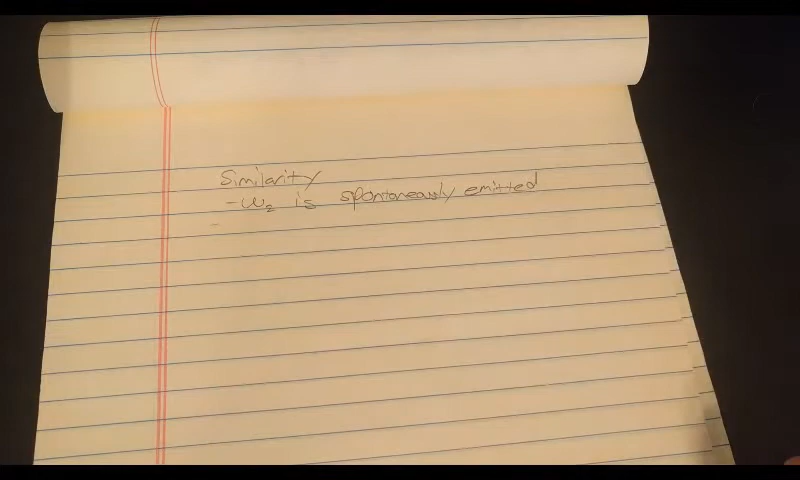 Similarity
- ω₂ is spontaneously emitted
-